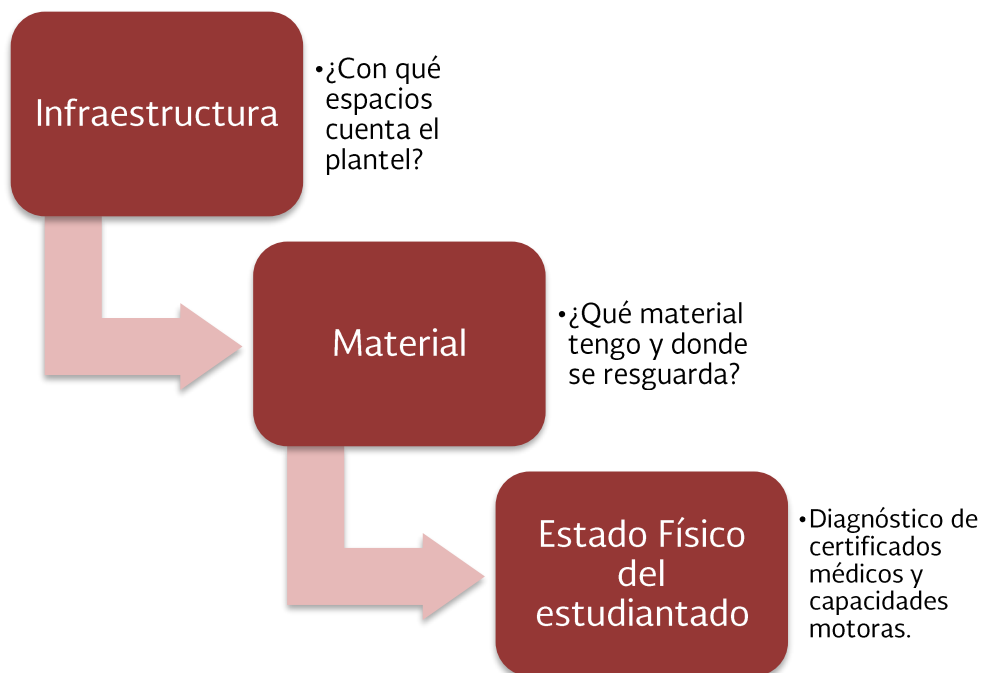 Infraestructura
•¿Con qué
espacios
cuenta el
plantel?
Material
•¿Qué material
tengo y donde
se resguarda?
Estado Físico
del
estudiantado
•Diagnóstico de
certificados
médicos y
capacidades
motoras.